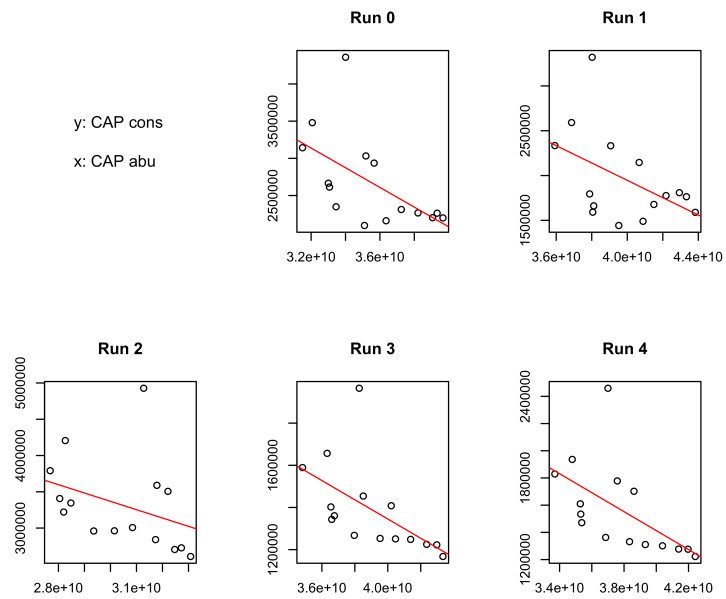 Run 0
Run 1
y: CAP cons
x: CAP abu
2500000 3500000
3.2e+10 3.6e+10
1500000 2500000
3.6e+10 4.0e+10 4.4e+10
Run 2
Run 3
Run 4
3000000 4000000 5000000
2.8e+10 3.1e+10
1200000 1600000
3.6e+10 4.0e+10
1200000 1800000 2400000
3.4e+10 3.8e+10 4.2e+10